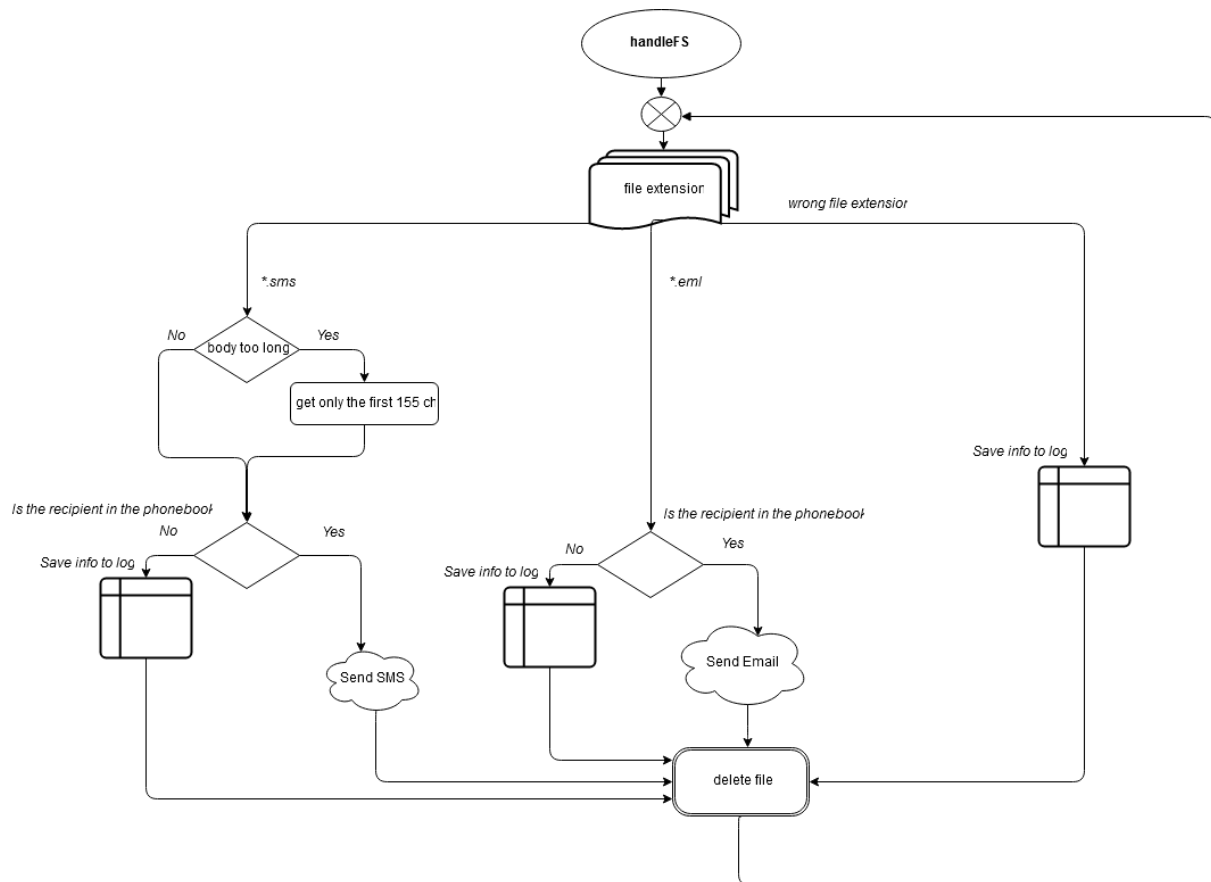 handleFS
file extension
wrong file extension
*.sms
*.eml
No
Yes
body too long
get only the first 155 ch
Save info to log
Is the recipient in the phonebook
No
Yes
Save info to log
Is the recipient in the phonebook
No
Yes
Save info to log
Send SMS
Send Email
delete file